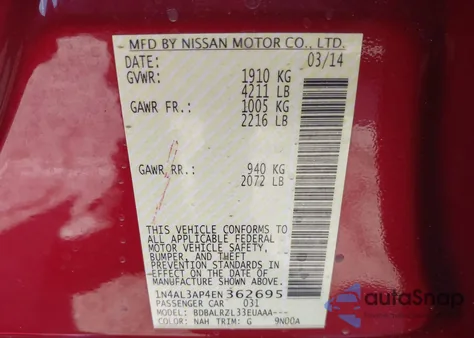 MFD BY NISSAN MOTOR CO., LTD.
DATE: 03/14
GVWR: 1910 KG
4211 LB
GAWR FR.: 1005 KG
2216 LB
GAWR RR.: 940 KG
2072 LB
THIS VEHICLE CONFORMS TO
ALL APPLICABLE FEDERAL
MOTOR VEHICLE SAFETY,
BUMPER, AND THEFT
PREVENTION STANDARDS IN
EFFECT ON THE DATE OF
MANUFACTURE SHOWN ABOVE.
1N4AL3AP4EN362695
PASSENGER CAR 031
MODEL: BDBALRZL33EUAAA---
COLOR: NAH TRIM: G 9N00A
autoSnap